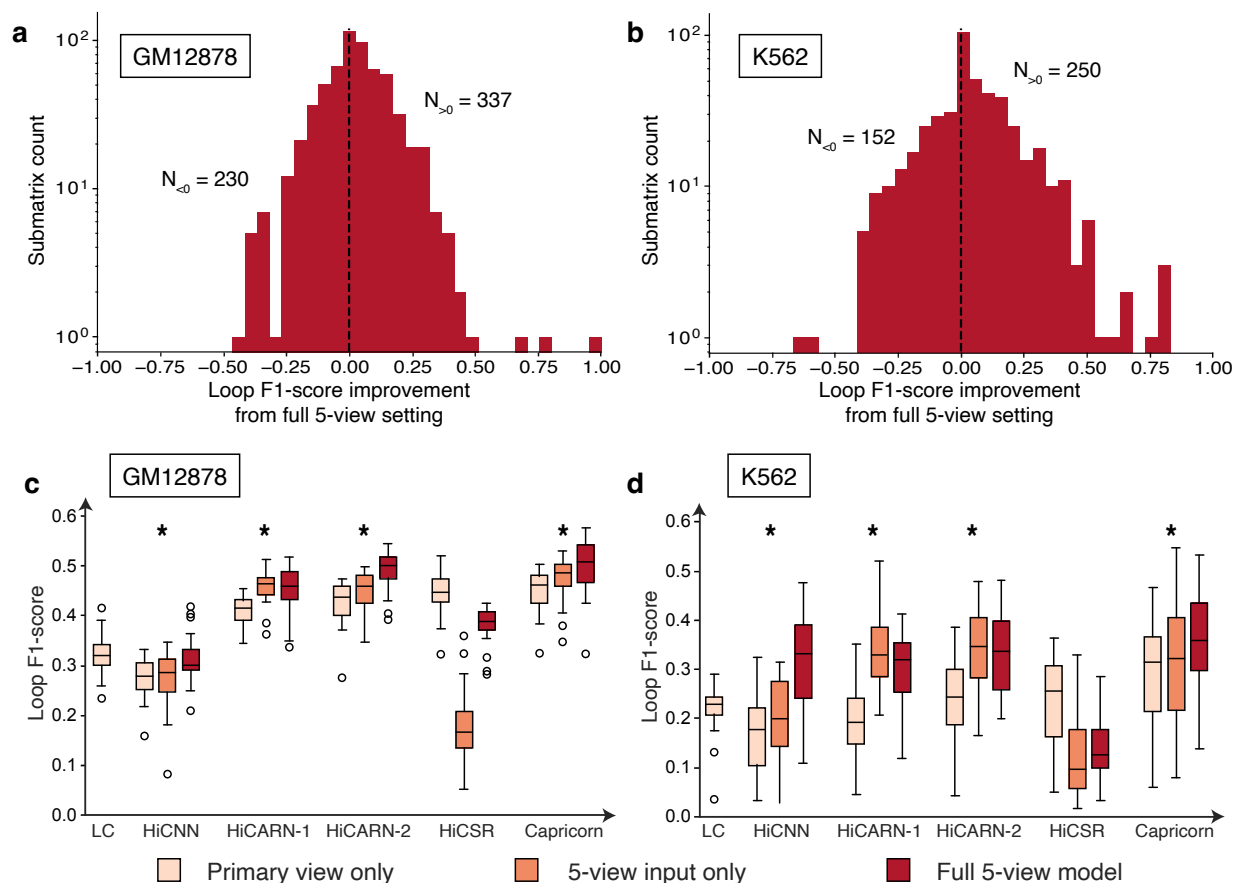 a
GM12878
N>0 = 337
N<0 = 230
10²
10¹
10⁰
Submatrix count
−1.00 −0.75 −0.50 −0.25 0.00 0.25 0.50 0.75 1.00
Loop F1-score improvement
from full 5-view setting
b
K562
N>0 = 250
N<0 = 152
10²
10¹
10⁰
Submatrix count
−1.00 −0.75 −0.50 −0.25 0.00 0.25 0.50 0.75 1.00
Loop F1-score improvement
from full 5-view setting
c
GM12878
* * * *
0.6
0.5
0.4
0.3
0.2
0.1
0.0
Loop F1-score
LC HiCNN HiCARN-1 HiCARN-2 HiCSR Capricorn
d
K562
* * * *
0.6
0.5
0.4
0.3
0.2
0.1
0.0
Loop F1-score
LC HiCNN HiCARN-1 HiCARN-2 HiCSR Capricorn
Primary view only 5-view input only Full 5-view model